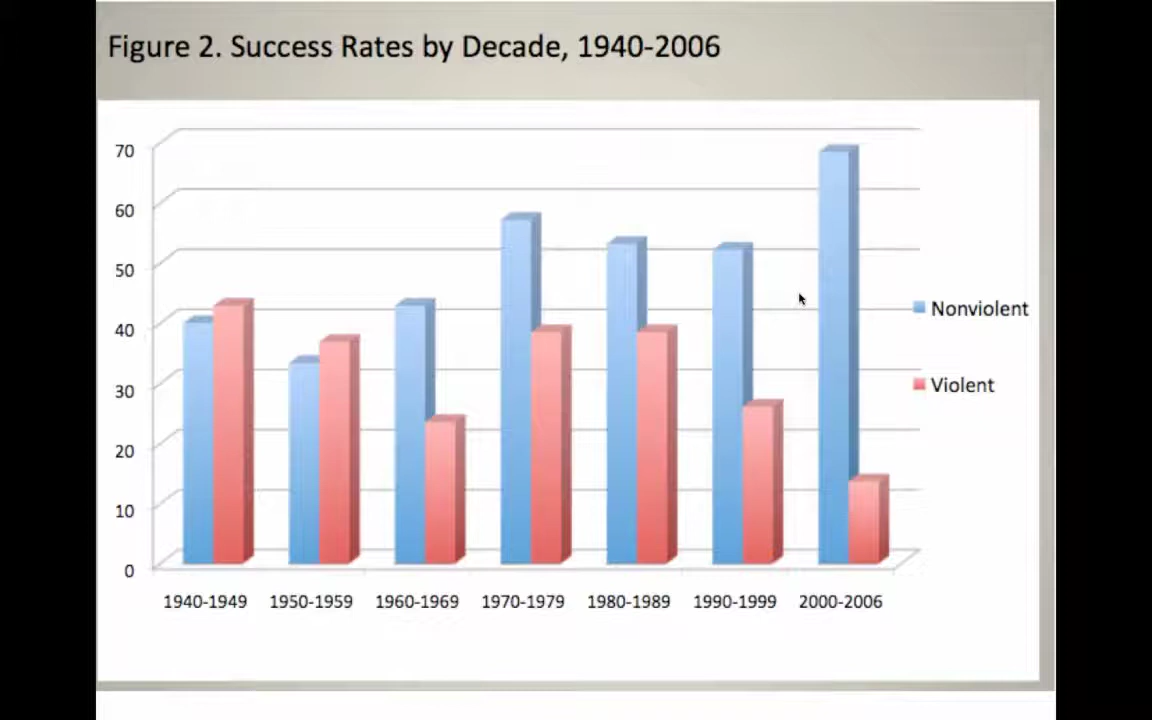 Figure 2. Success Rates by Decade, 1940-2006
70
60
50
40
30
20
10
0
Nonviolent
Violent
1940-1949 1950-1959 1960-1969 1970-1979 1980-1989 1990-1999 2000-2006